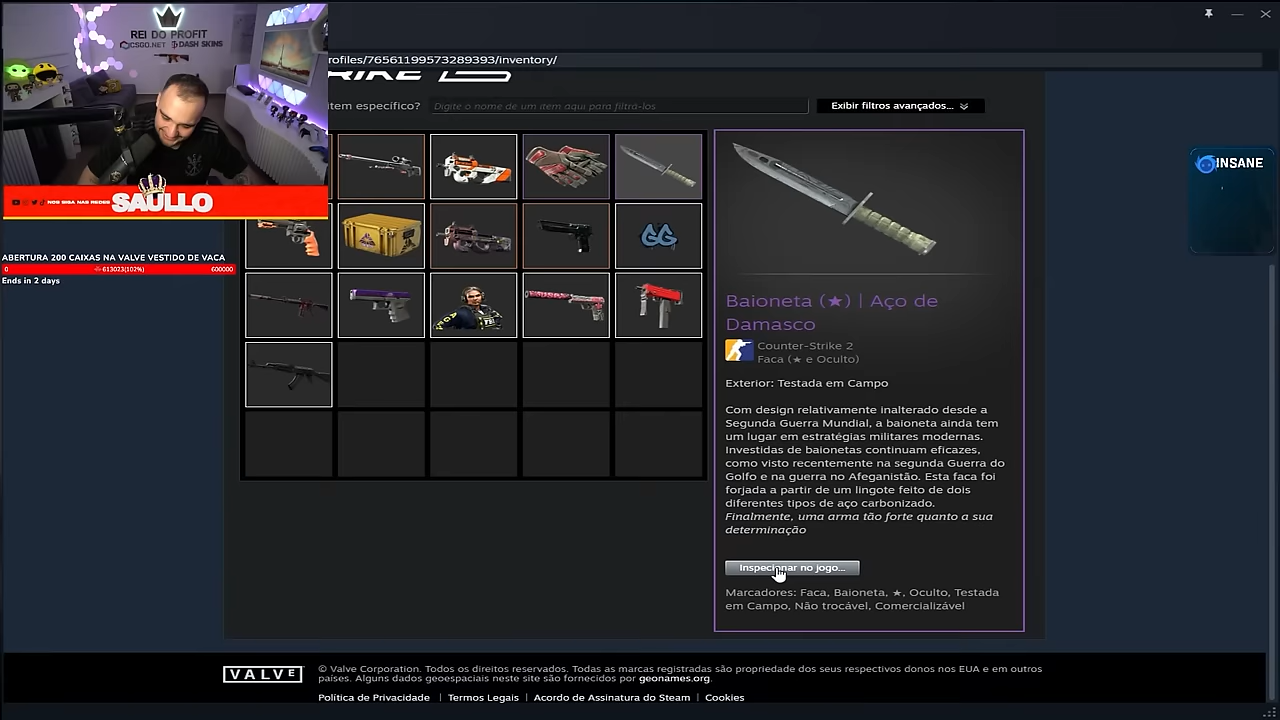 REI DO PROFIT
CSGO.NET DASH SKINS
NOS SIGA NAS REDES SAULLO
ABERTURA 200 CAIXAS NA VALVE VESTIDO DE VACA
0 613023(102%) 600000
Ends in 2 days
rofiles/76561199573289393/inventory/
item específico? Digite o nome de um item aqui para filtrá-los Exibir filtros avançados...
GG
INSANE
Baioneta (★) | Aço de
Damasco
Counter-Strike 2
Faca (★ e Oculto)
Exterior: Testada em Campo
Com design relativamente inalterado desde a
Segunda Guerra Mundial, a baioneta ainda tem
um lugar em estratégias militares modernas.
Investidas de baionetas continuam eficazes,
como visto recentemente na segunda Guerra do
Golfo e na guerra no Afeganistão. Esta faca foi
forjada a partir de um lingote feito de dois
diferentes tipos de aço carbonizado.
Finalmente, uma arma tão forte quanto a sua
determinação
Inspecionar no jogo...
Marcadores: Faca, Baioneta, ★, Oculto, Testada
em Campo, Não trocável, Comercializável
VALVE
© Valve Corporation. Todos os direitos reservados. Todas as marcas registradas são propriedade dos seus respectivos donos nos EUA e em outros
países. Alguns dados geoespaciais neste site são fornecidos por geonames.org.
Política de Privacidade | Termos Legais | Acordo de Assinatura do Steam | Cookies